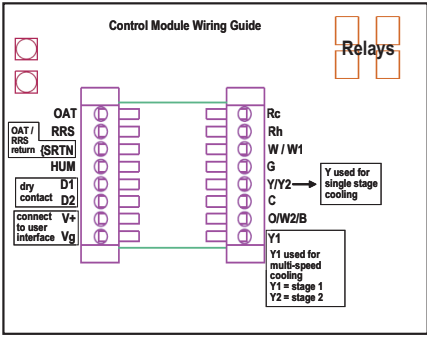 Control Module Wiring Guide
Relays
OAT
OAT /
RRS
return
RRS
{SRTN
HUM
dry
contact
D1
D2
connect
to user
interface
V+
Vg
Rc
Rh
W / W1
G
Y/Y2
Y used for
single stage
cooling
C
O/W2/B
Y1
Y1 used for
multi-speed
cooling
Y1 = stage 1
Y2 = stage 2